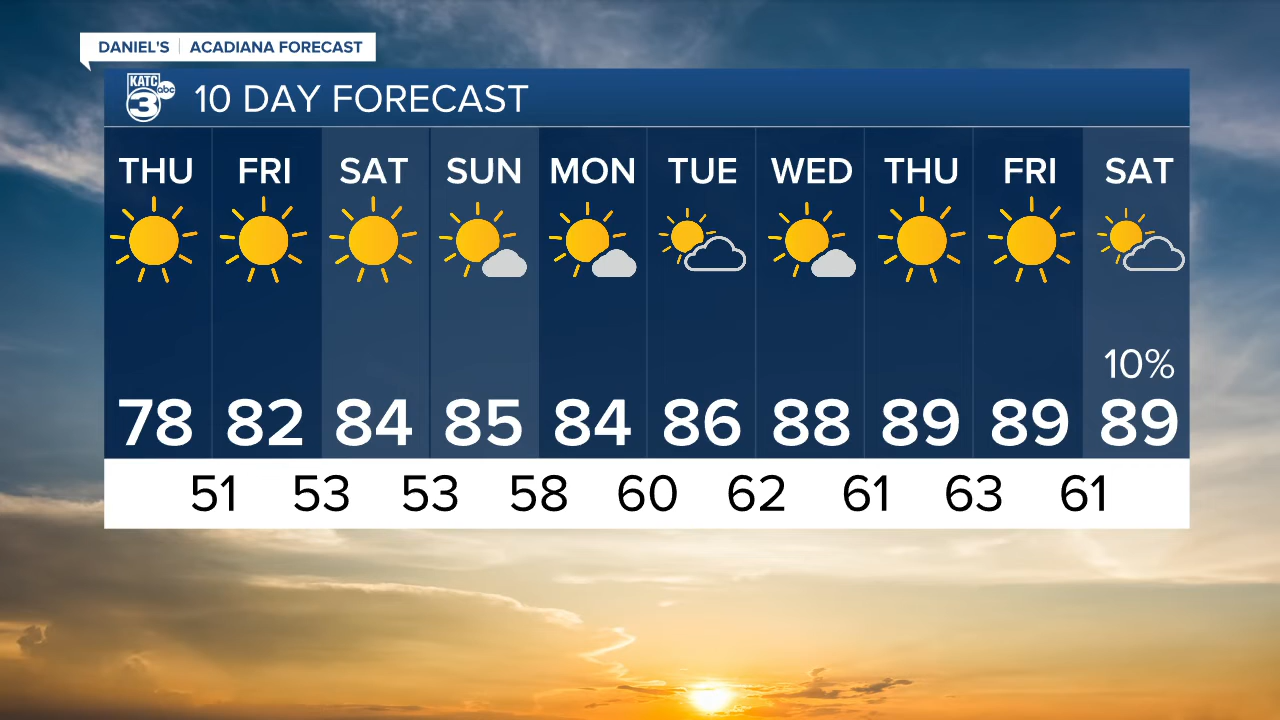 DANIEL'S | ACADIANA FORECAST
KATC abc
3
10 DAY FORECAST
THU FRI SAT SUN MON TUE WED THU FRI SAT
10%
78 82 84 85 84 86 88 89 89 89
51 53 53 58 60 62 61 63 61